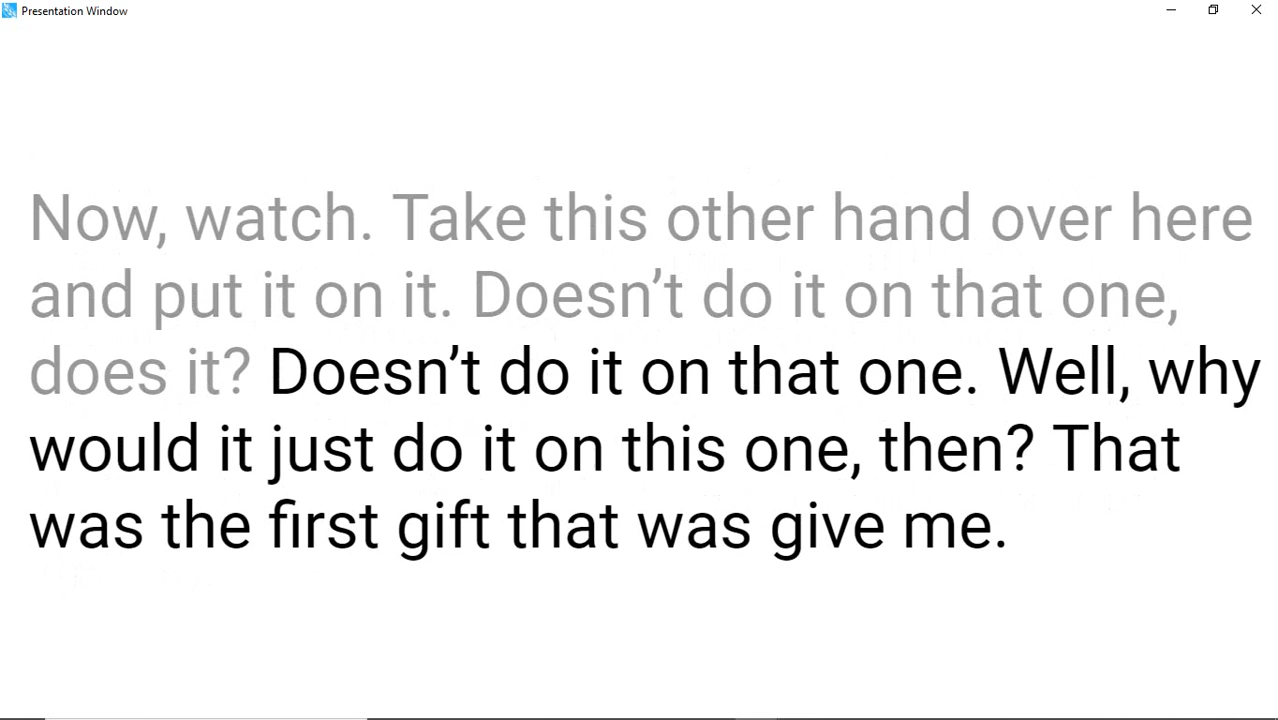 Presentation Window
Now, watch. Take this other hand over here
and put it on it. Doesn’t do it on that one,
does it? Doesn’t do it on that one. Well, why
would it just do it on this one, then? That
was the first gift that was give me.